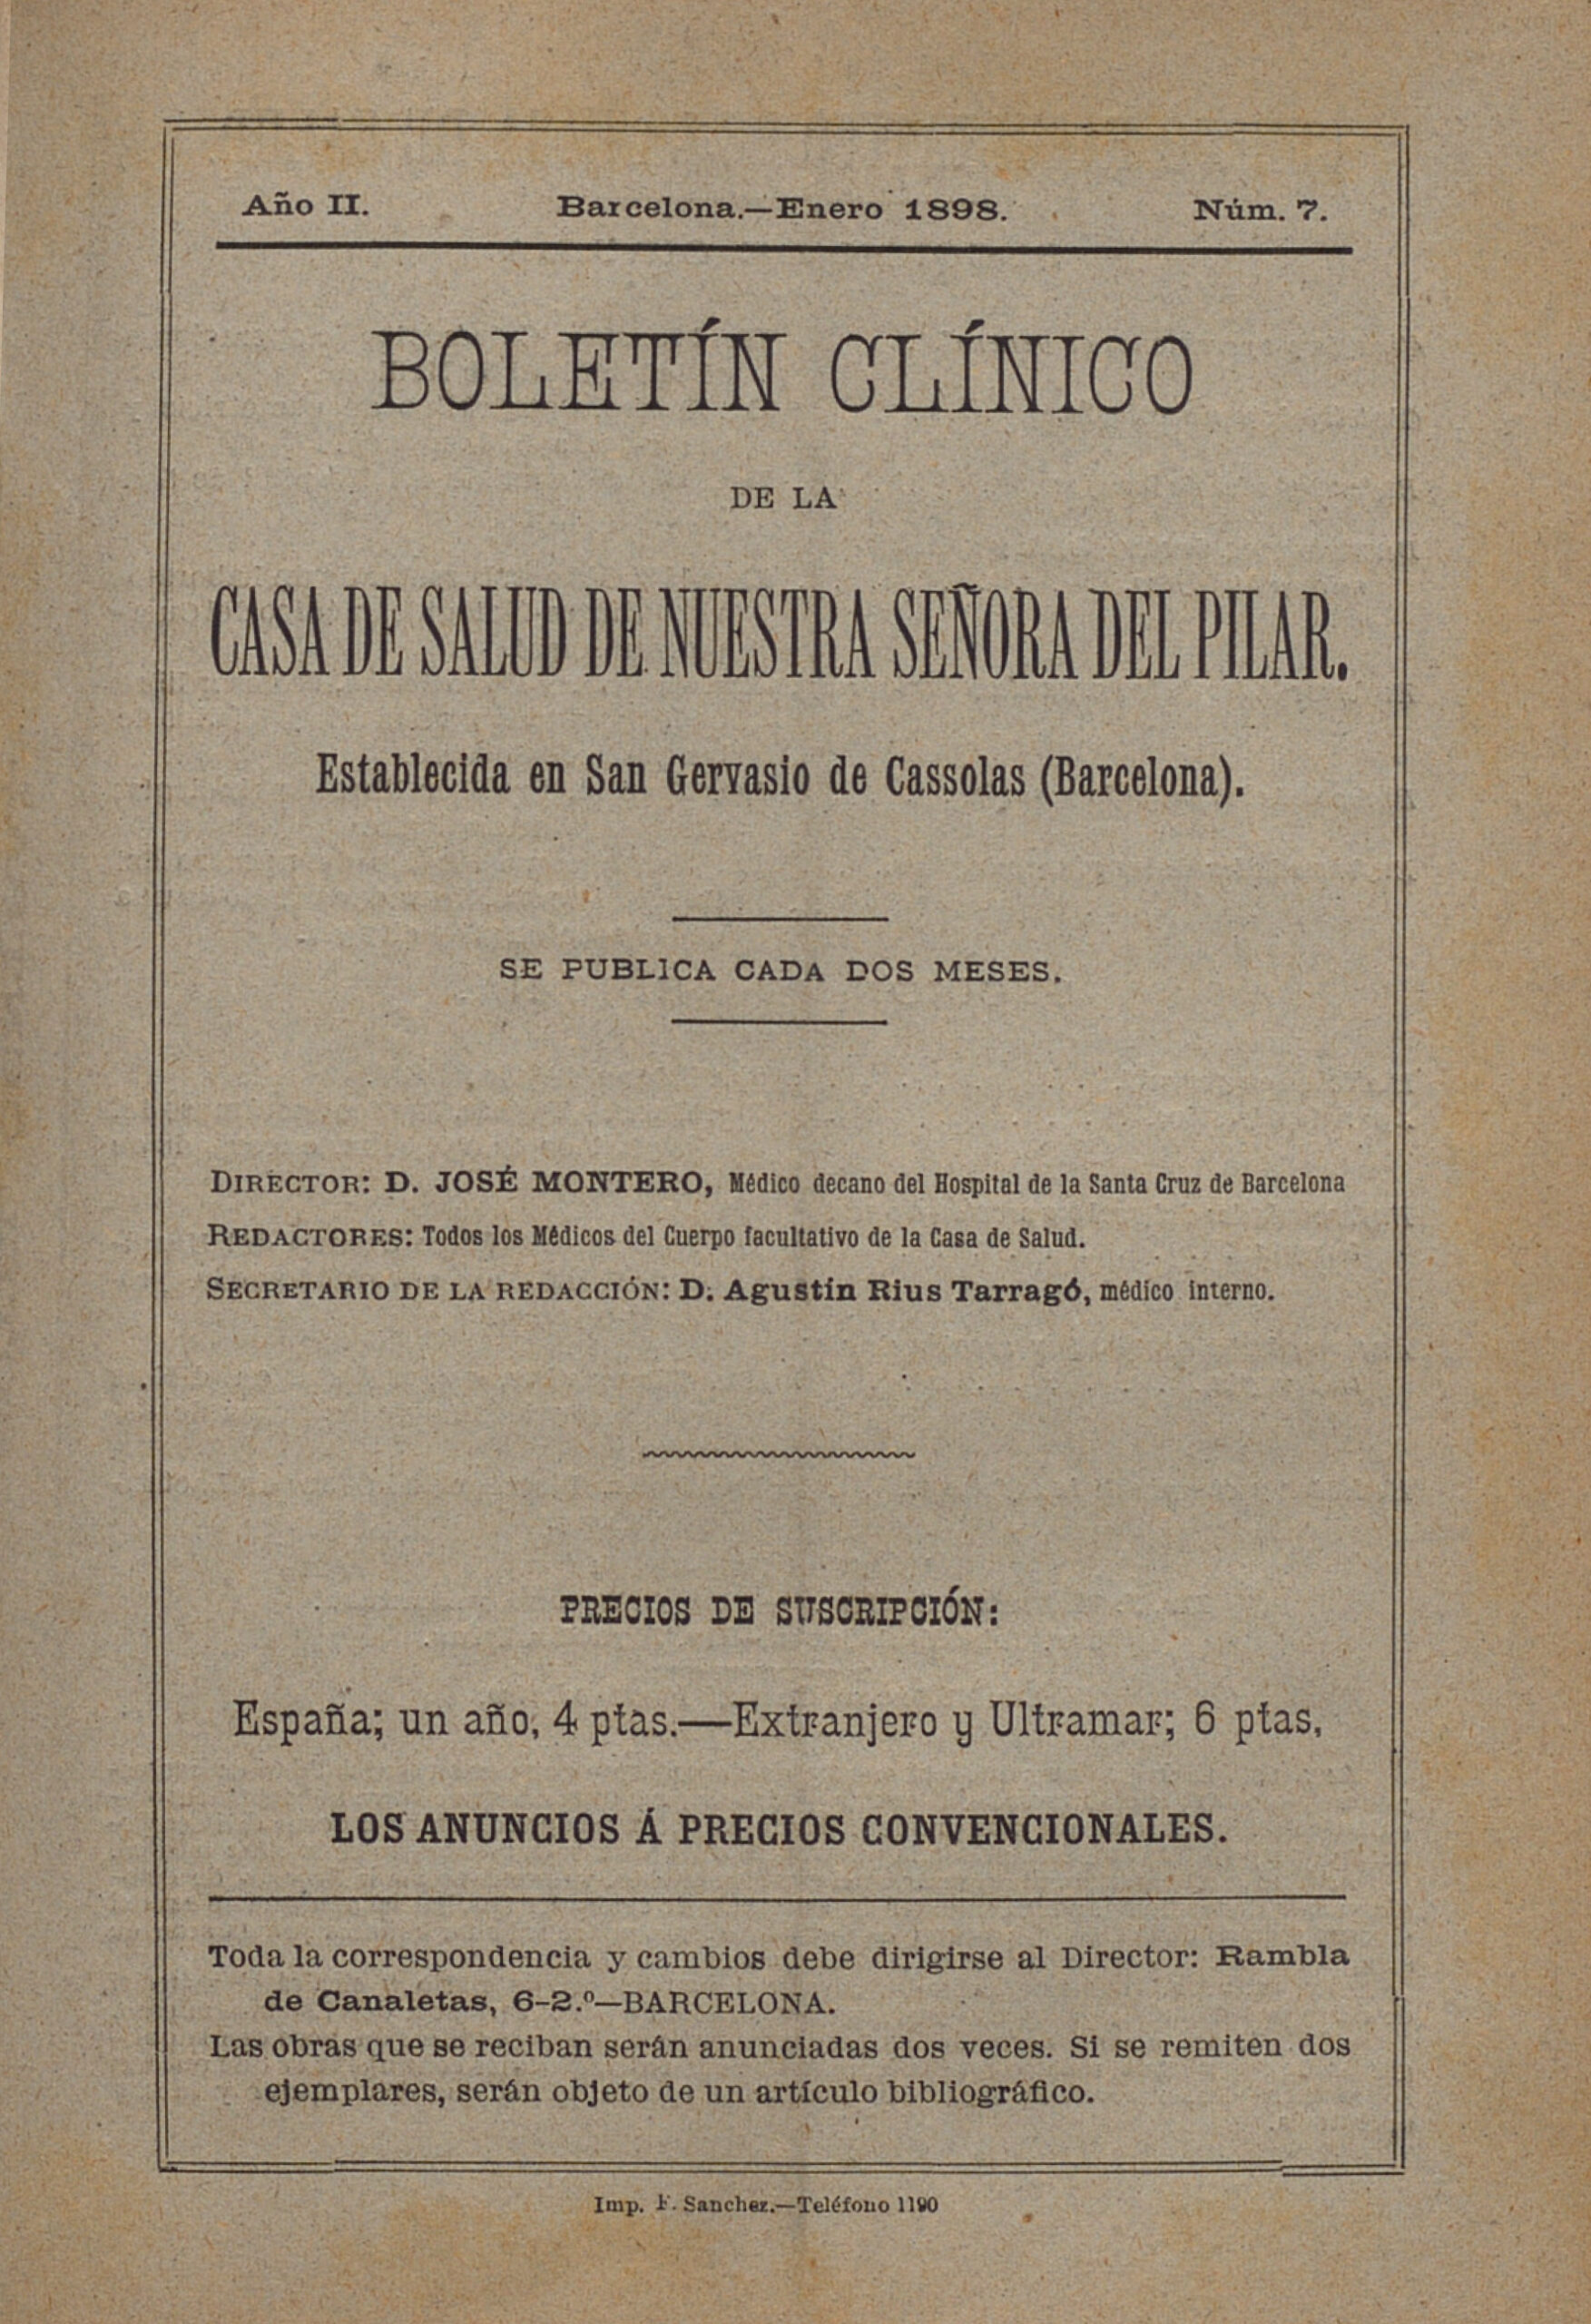 Año II.
Barcelona.—Enero 1898.
Núm. 7.
BOLETÍN CLÍNICO
DE LA
CASA DE SALUD DE NUESTRA SEÑORA DEL PILAR.
Establecida en San Gervasio de Cassolas (Barcelona).
SE PUBLICA CADA DOS MESES.
DIRECTOR: D. JOSÉ MONTERO, Médico decano del Hospital de la Santa Cruz de Barcelona
REDACTORES: Todos los Médicos del Cuerpo facultativo de la Casa de Salud.
SECRETARIO DE LA REDACCIÓN: D. Agustín Rius Tarragó, médico interno.
PRECIOS DE SUSCRIPCIÓN:
España; un año, 4 ptas.—Extranjero y Ultramar; 6 ptas,
LOS ANUNCIOS Á PRECIOS CONVENCIONALES.
Toda la correspondencia y cambios debe dirigirse al Director: Rambla
de Canaletas, 6-2.º—BARCELONA.
Las obras que se reciban serán anunciadas dos veces. Si se remiten dos
ejemplares, serán objeto de un artículo bibliográfico.
Imp. F. Sanchez.—Teléfono 1190